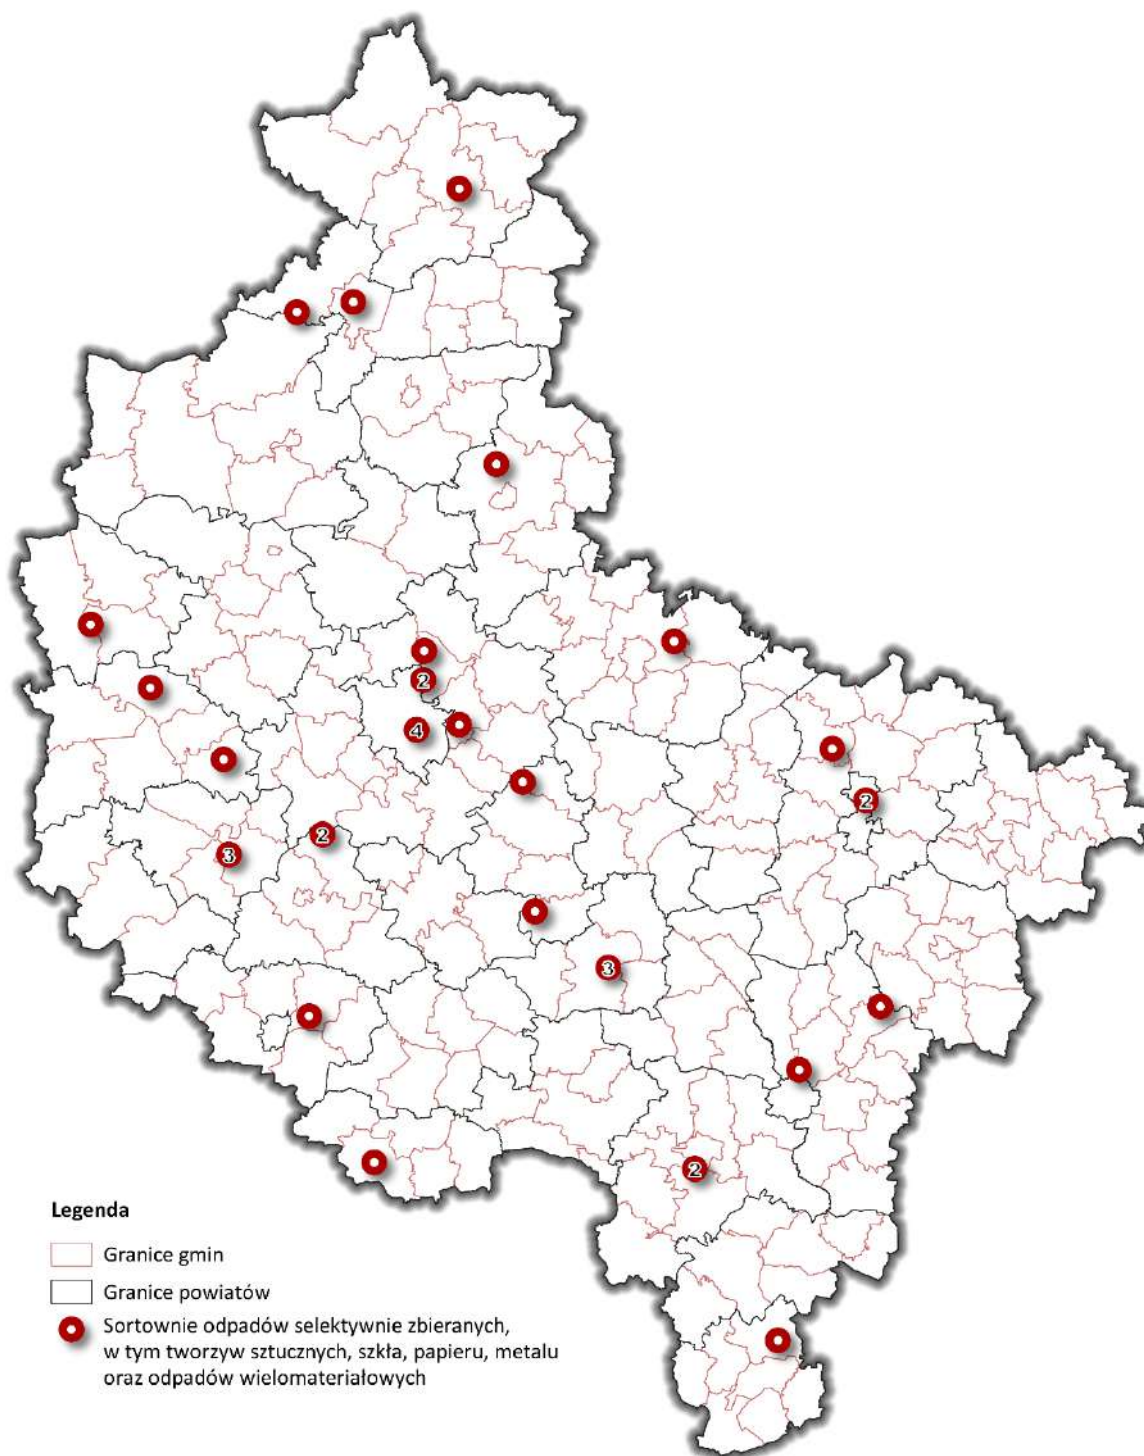 2
4
2
2
3
3
2
Legenda
Granice gmin
Granice powiatów
Sortownie odpadów selektywnie zbieranych,
w tym tworzyw sztucznych, szkła, papieru, metalu
oraz odpadów wielomateriałowych